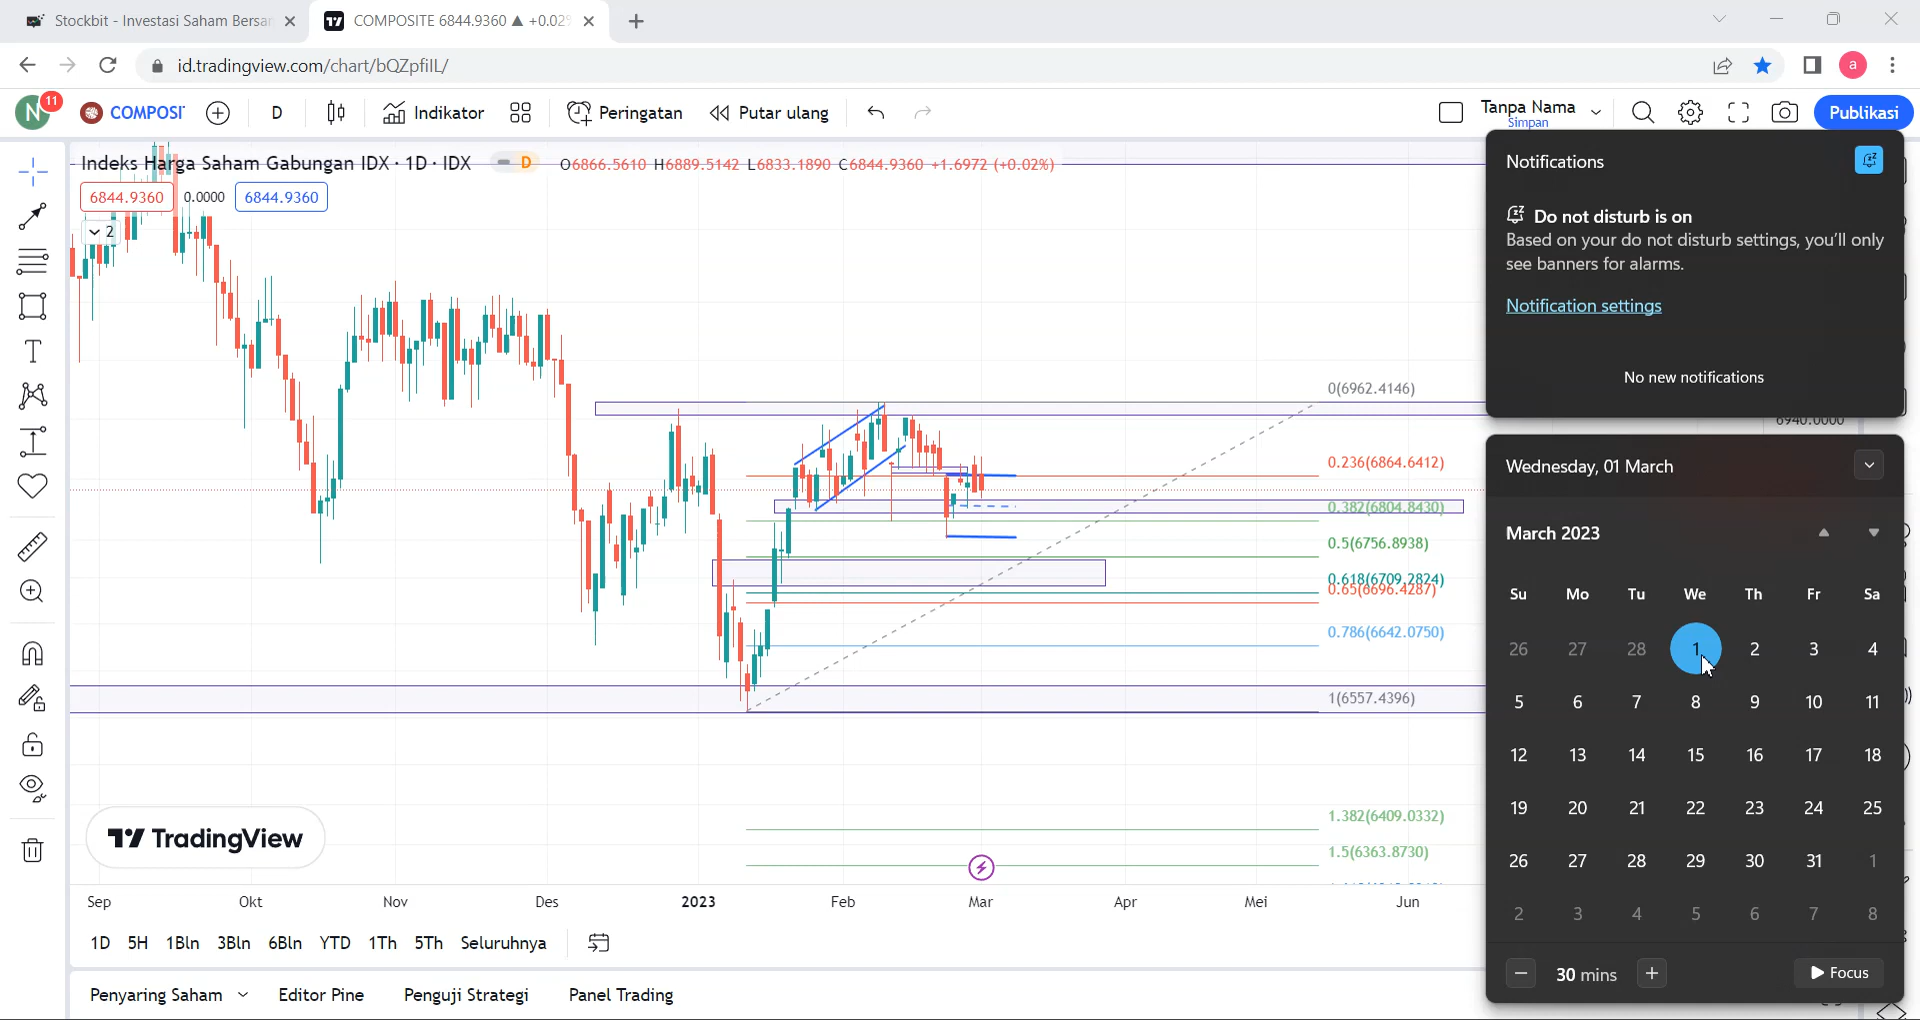 Stockbit - Investasi Saham Bersar
COMPOSITE 6844.9360 ▲ +0.02%
id.tradingview.com/chart/bQZpfilL/
a
N
11
COMPOSI
D
Indikator
Peringatan
Putar ulang
Tanpa Nama
Simpan
Publikasi
Indeks Harga Saham Gabungan IDX · 1D · IDX
D
O6866.5610 H6889.5142 L6833.1890 C6844.9360 +1.6972 (+0.02%)
6844.9360
0.0000
6844.9360
2
0(6962.4146)
0.236(6864.6412)
0.382(6804.8430)
0.5(6756.8938)
0.618(6709.2824)
0.65(6696.4287)
0.786(6642.0750)
1(6557.4396)
1.382(6409.0332)
1.5(6363.8730)
6940.0000
TradingView
Sep Okt Nov Des 2023 Feb Mar Apr Mei Jun
1D 5H 1Bln 3Bln 6Bln YTD 1Th 5Th Seluruhnya
Penyaring Saham Editor Pine Penguji Strategi Panel Trading
Notifications
Do not disturb is on
Based on your do not disturb settings, you'll only
see banners for alarms.
Notification settings
No new notifications
Wednesday, 01 March
March 2023
Su Mo Tu We Th Fr Sa
26 27 28 1 2 3 4
5 6 7 8 9 10 11
12 13 14 15 16 17 18
19 20 21 22 23 24 25
26 27 28 29 30 31 1
2 3 4 5 6 7 8
30 mins
Focus